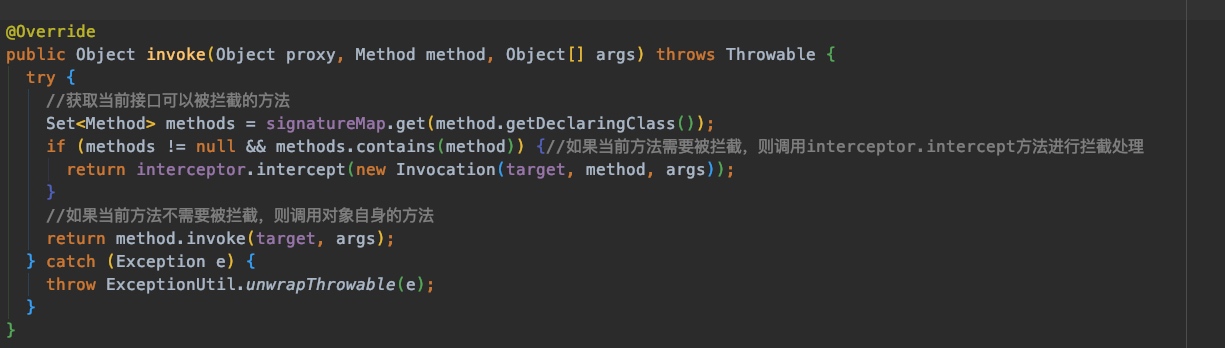 @Override
public Object invoke(Object proxy, Method method, Object[] args) throws Throwable {
  try {
    //获取当前接口可以被拦截的方法
    Set<Method> methods = signatureMap.get(method.getDeclaringClass());
    if (methods != null && methods.contains(method)) {//如果当前方法需要被拦截，则调用interceptor.intercept方法进行拦截处理
      return interceptor.intercept(new Invocation(target, method, args));
    }
    //如果当前方法不需要被拦截，则调用对象自身的方法
    return method.invoke(target, args);
  } catch (Exception e) {
    throw ExceptionUtil.unwrapThrowable(e);
  }
}